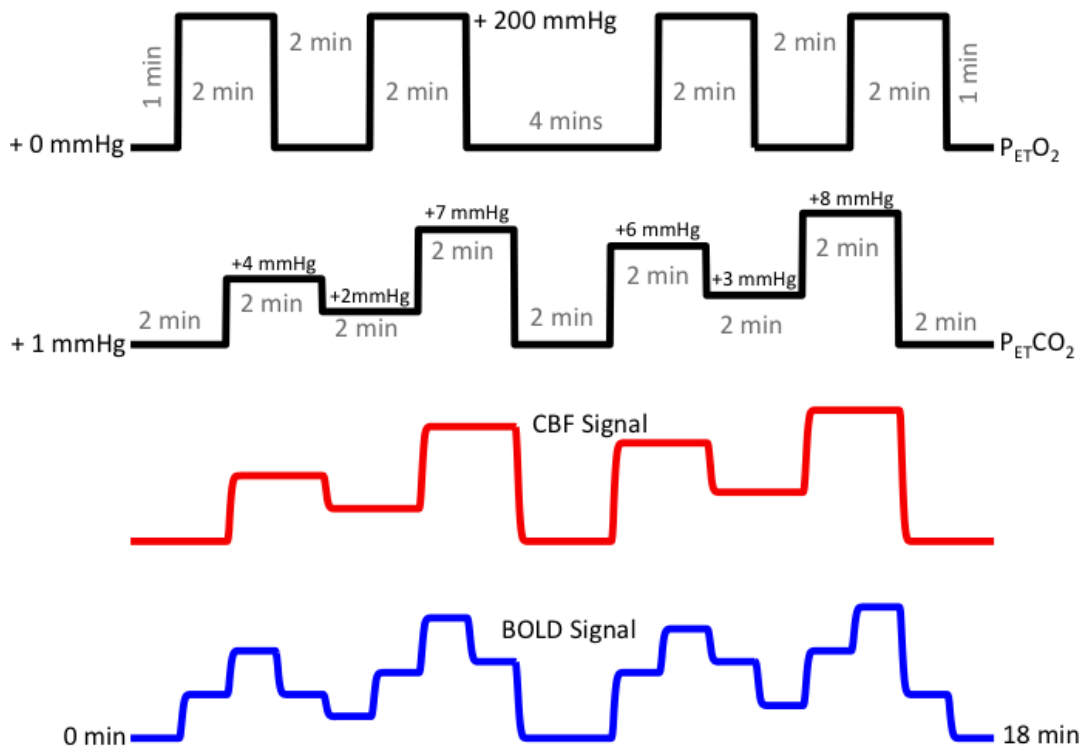 + 200 mmHg
1 min
2 min
2 min
2 min
4 mins
2 min
2 min
2 min
1 min
+ 0 mmHg
PETO2
+4 mmHg
+2mmHg
+7 mmHg
+6 mmHg
+3 mmHg
+8 mmHg
2 min
2 min
2 min
2 min
2 min
2 min
2 min
2 min
2 min
+ 1 mmHg
PETCO2
CBF Signal
BOLD Signal
0 min
18 min